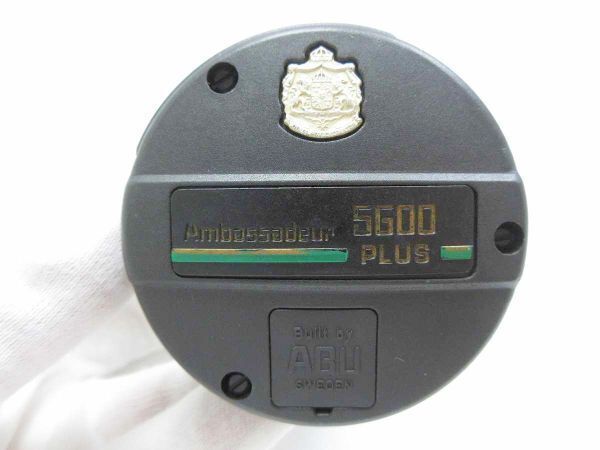 Ambassadeur 5600
PLUS
Built by
ABU
SWEDEN